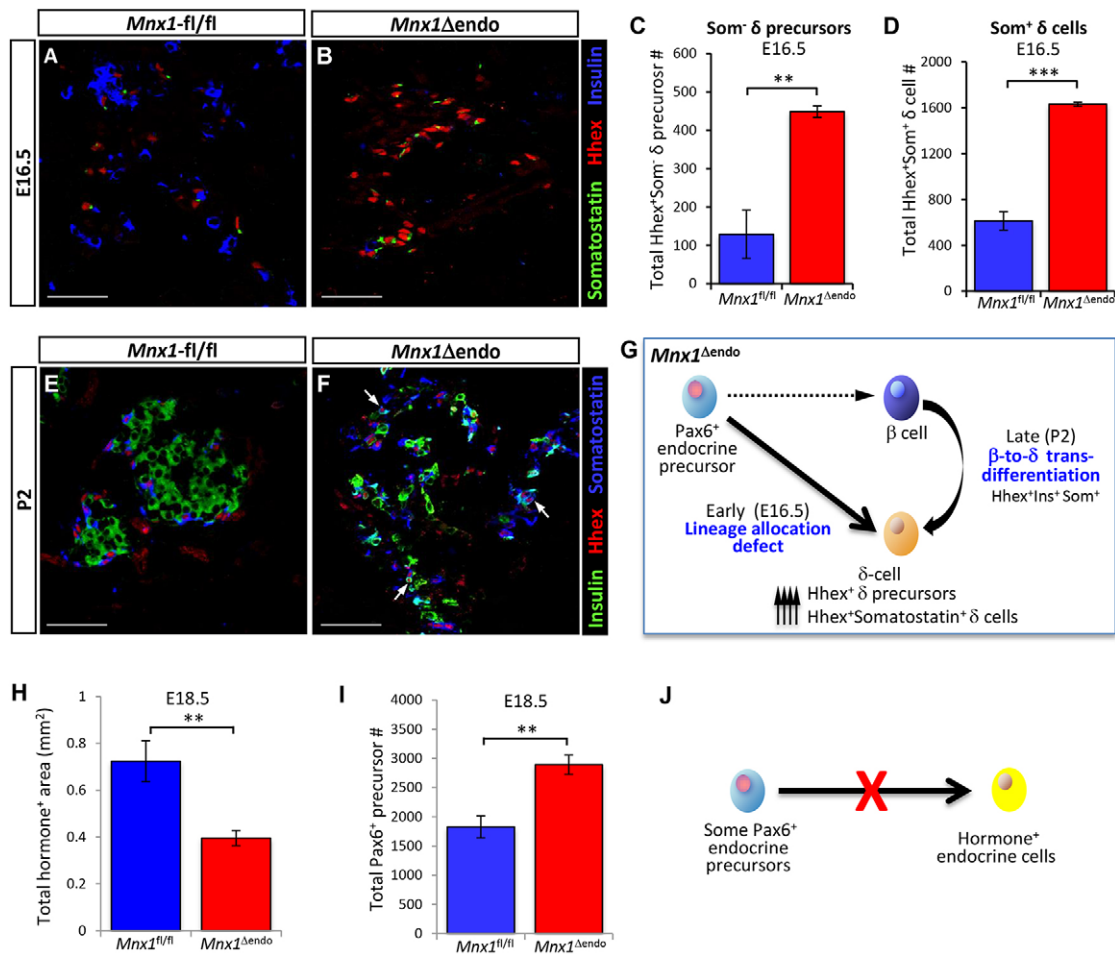 Mnx1-fl/fl
Mnx1Δendo
A
B
E16.5
Somatostatin Hhex Insulin
C
Som⁻ δ precursors
E16.5
**
Total Hhex⁺Som⁻ δ precurosr #
600
500
400
300
200
100
0
Mnx1fl/fl
Mnx1Δendo
D
Som⁺ δ cells
E16.5
***
Total Hhex⁺Som⁺ δ cell #
2000
1600
1200
800
400
0
Mnx1fl/fl
Mnx1Δendo
Mnx1-fl/fl
Mnx1Δendo
E
F
P2
Insulin Hhex Somatostatin
G
Mnx1Δendo
Pax6⁺
endocrine
precursor
β cell
Late (P2)
β-to-δ trans-
differentiation
Hhex⁺Ins⁺ Som⁺
Early (E16.5)
Lineage allocation
defect
δ-cell
Hhex⁺ δ precursors
Hhex⁺Somatostatin⁺ δ cells
H
E18.5
**
Total hormone⁺ area (mm²)
1
0.8
0.6
0.4
0.2
0
Mnx1fl/fl
Mnx1Δendo
I
E18.5
**
Total Pax6⁺ precursor #
4000
3500
3000
2500
2000
1500
1000
500
0
Mnx1fl/fl
Mnx1Δendo
J
X
Some Pax6⁺
endocrine
precursors
Hormone⁺
endocrine cells